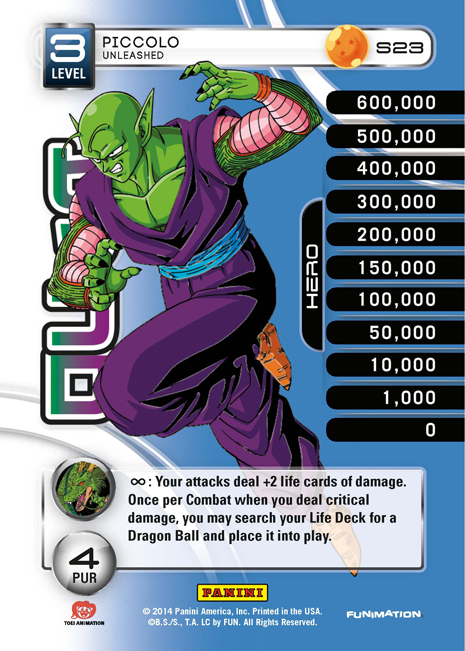 3
LEVEL
PICCOLO
UNLEASHED
S23
600,000
500,000
400,000
300,000
200,000
150,000
100,000
50,000
10,000
1,000
0
HERO
∞: Your attacks deal +2 life cards of damage.
Once per Combat when you deal critical
damage, you may search your Life Deck for a
Dragon Ball and place it into play.
4
PUR
PANINI
TOEI ANIMATION
© 2014 Panini America, Inc. Printed in the USA.
©B.S./S., T.A. LC by FUN. All Rights Reserved.
FUNIMATION